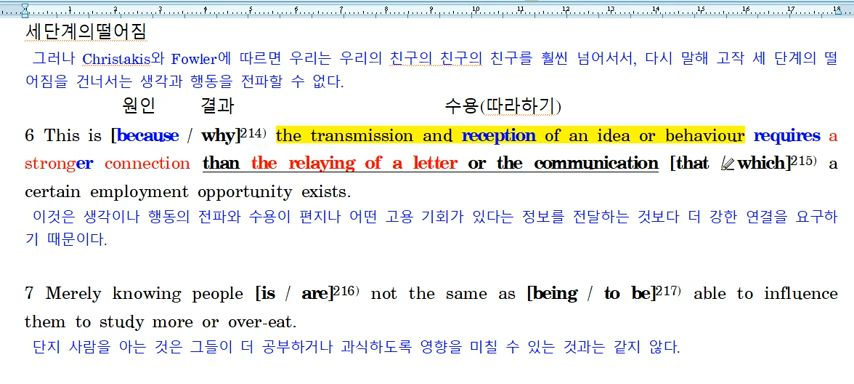 세단계의떨어짐
그러나 Christakis와 Fowler에 따르면 우리는 우리의 친구의 친구의 친구를 훨씬 넘어서서, 다시 말해 고작 세 단계의 떨
어짐을 건너서는 생각과 행동을 전파할 수 없다.
원인 결과 수용(따라하기)
6 This is [because / why]214) the transmission and reception of an idea or behaviour requires a
stronger connection than the relaying of a letter or the communication [that / which]215) a
certain employment opportunity exists.
이것은 생각이나 행동의 전파와 수용이 편지나 어떤 고용 기회가 있다는 정보를 전달하는 것보다 더 강한 연결을 요구하
기 때문이다.
7 Merely knowing people [is / are]216) not the same as [being / to be]217) able to influence
them to study more or over-eat.
단지 사람을 아는 것은 그들이 더 공부하거나 과식하도록 영향을 미칠 수 있는 것과는 같지 않다.